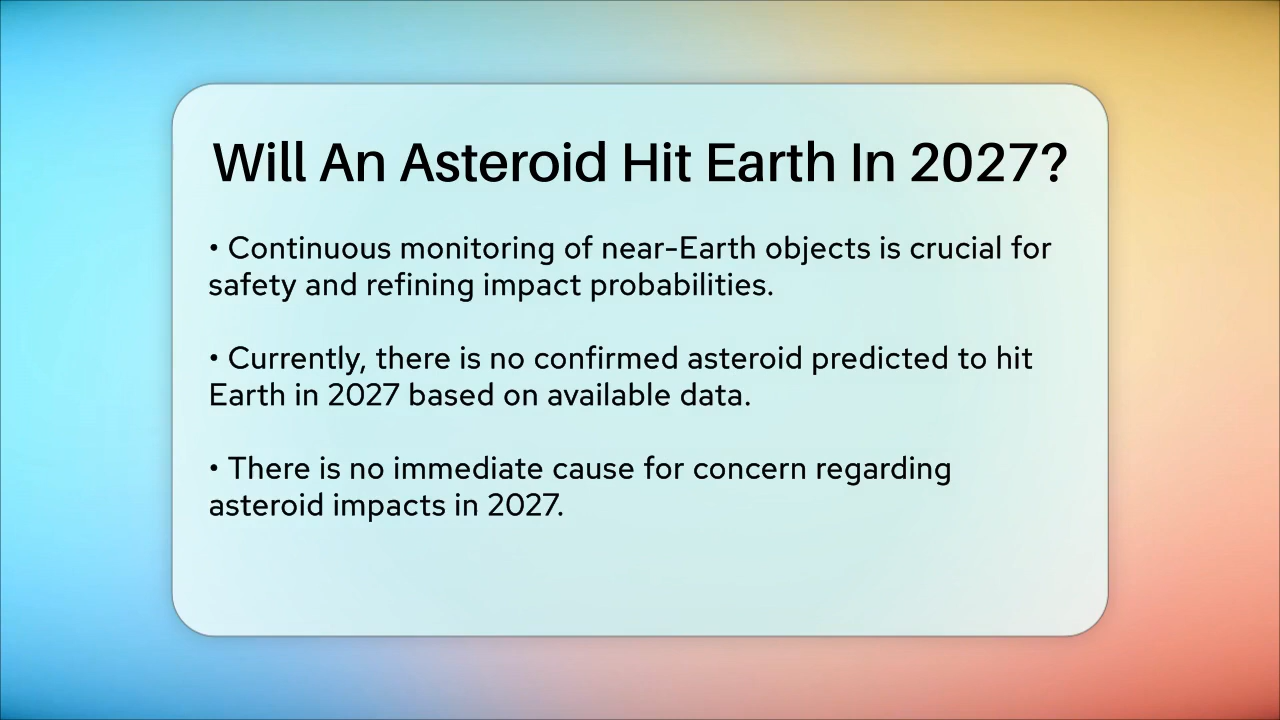 Will An Asteroid Hit Earth In 2027?
• Continuous monitoring of near-Earth objects is crucial for
safety and refining impact probabilities.
• Currently, there is no confirmed asteroid predicted to hit
Earth in 2027 based on available data.
• There is no immediate cause for concern regarding
asteroid impacts in 2027.